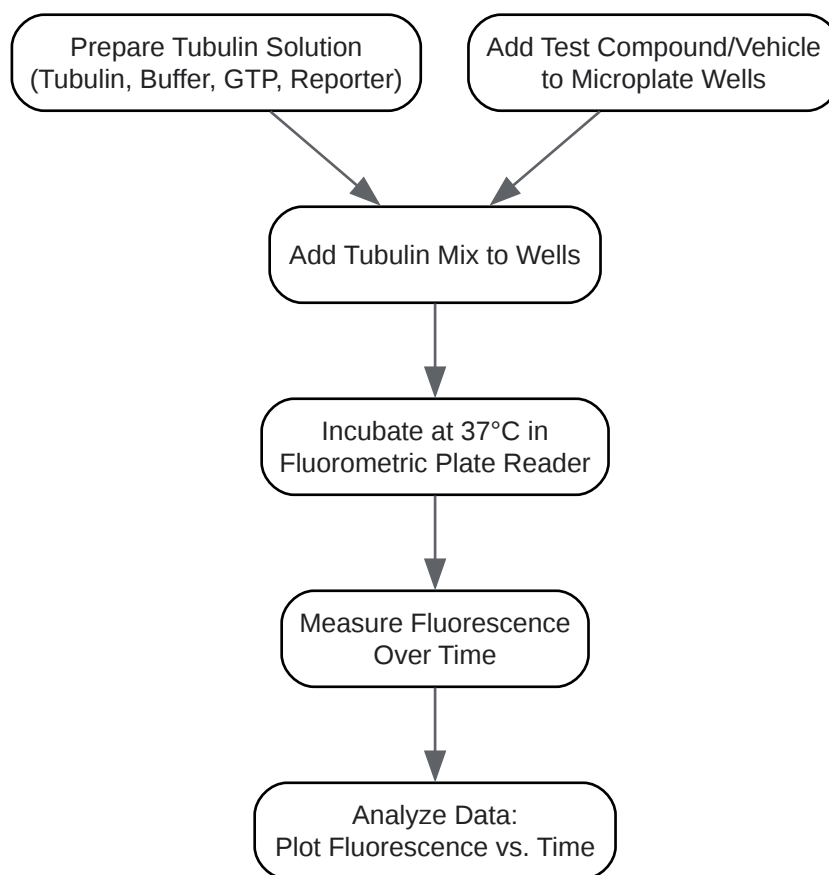 Prepare Tubulin Solution
(Tubulin, Buffer, GTP, Reporter)
Add Test Compound/Vehicle
to Microplate Wells
Add Tubulin Mix to Wells
Incubate at 37°C in
Fluorometric Plate Reader
Measure Fluorescence
Over Time
Analyze Data:
Plot Fluorescence vs. Time